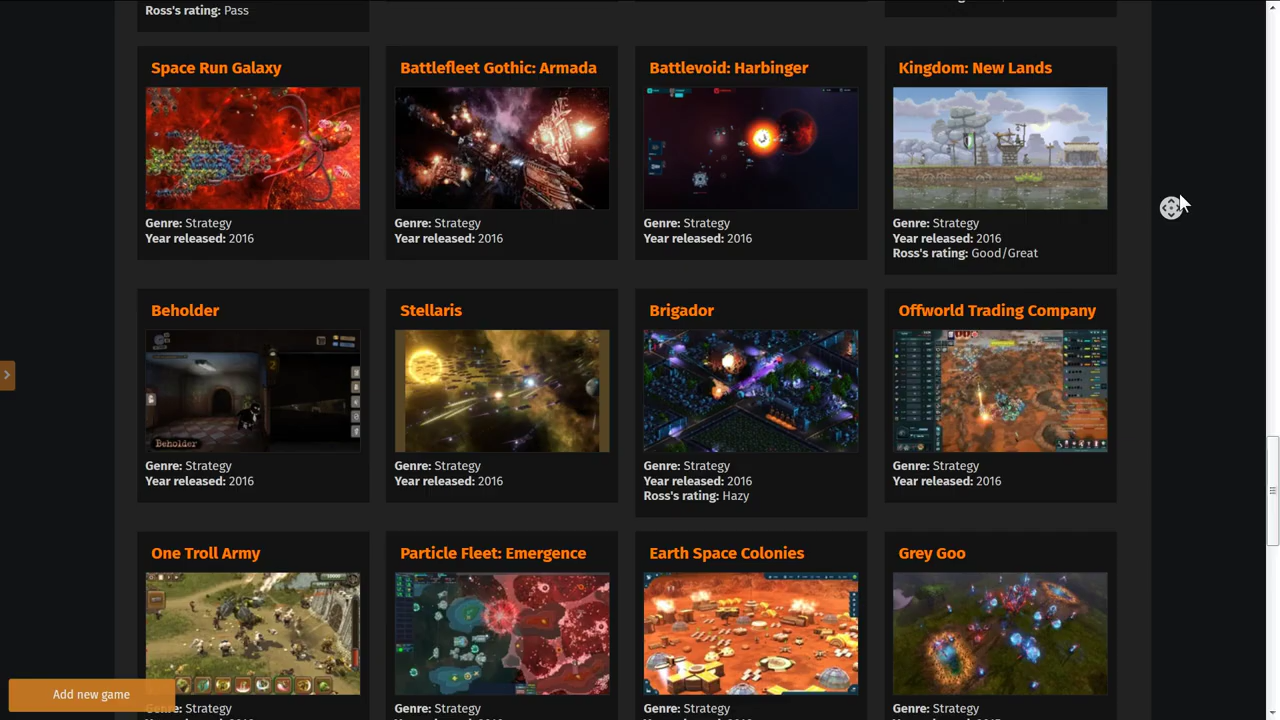 Ross's rating: Pass
Space Run Galaxy
Genre: Strategy
Year released: 2016
Battlefleet Gothic: Armada
Genre: Strategy
Year released: 2016
Battlevoid: Harbinger
Genre: Strategy
Year released: 2016
Kingdom: New Lands
Genre: Strategy
Year released: 2016
Ross's rating: Good/Great
Beholder
Beholder
Genre: Strategy
Year released: 2016
Stellaris
Genre: Strategy
Year released: 2016
Brigador
Genre: Strategy
Year released: 2016
Ross's rating: Hazy
Offworld Trading Company
Genre: Strategy
Year released: 2016
One Troll Army
Genre: Strategy
Particle Fleet: Emergence
Genre: Strategy
Earth Space Colonies
Genre: Strategy
Grey Goo
Genre: Strategy
Add new game